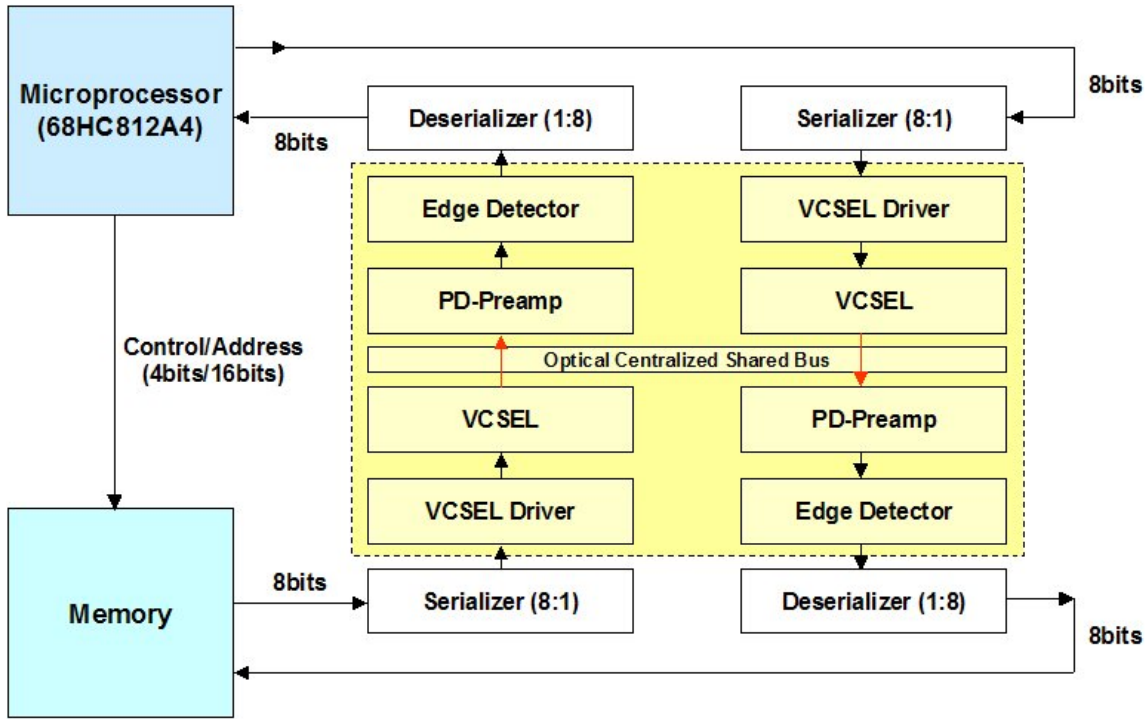 Microprocessor
(68HC812A4)
8bits
Deserializer (1:8)
Serializer (8:1)
8bits
Edge Detector
VCSEL Driver
PD-Preamp
VCSEL
Control/Address
(4bits/16bits)
Optical Centralized Shared Bus
VCSEL
PD-Preamp
VCSEL Driver
Edge Detector
Memory
8bits
Serializer (8:1)
Deserializer (1:8)
8bits